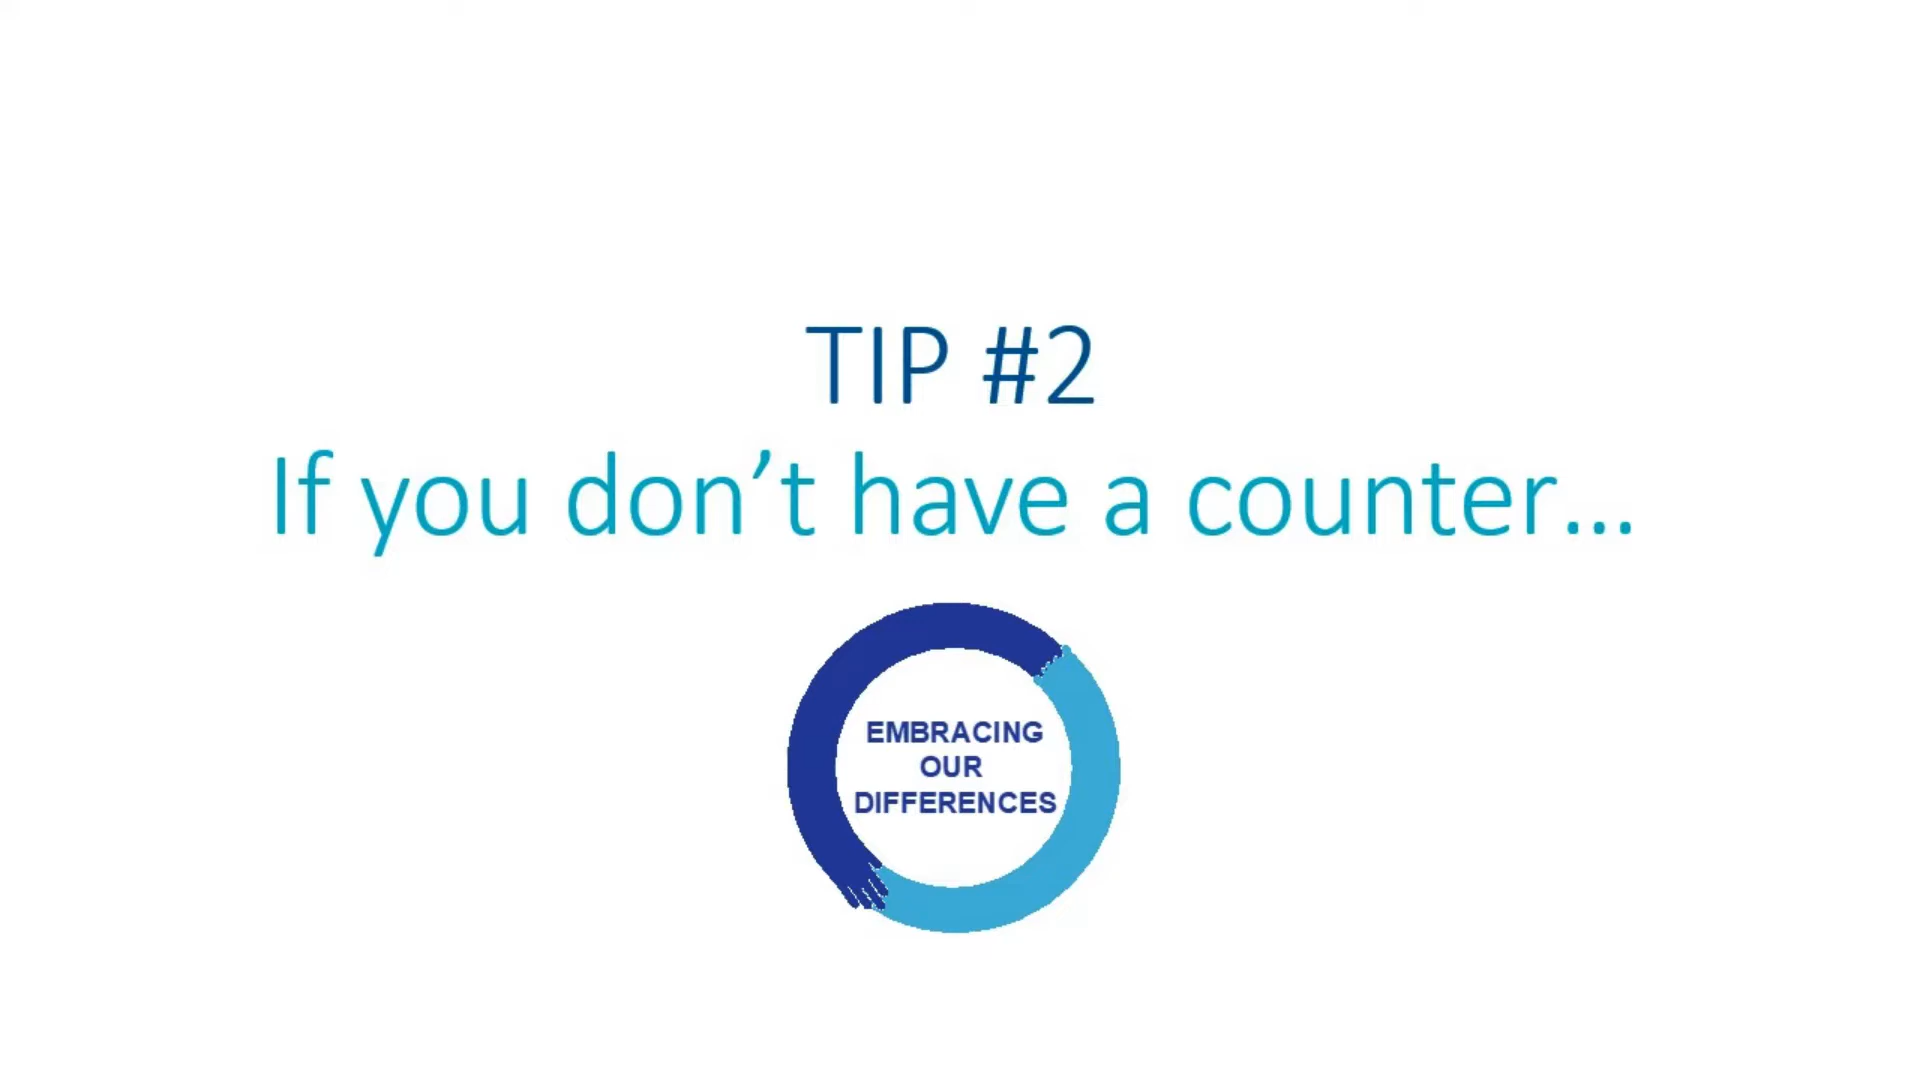 TIP #2
If you don’t have a counter...
EMBRACING
OUR
DIFFERENCES